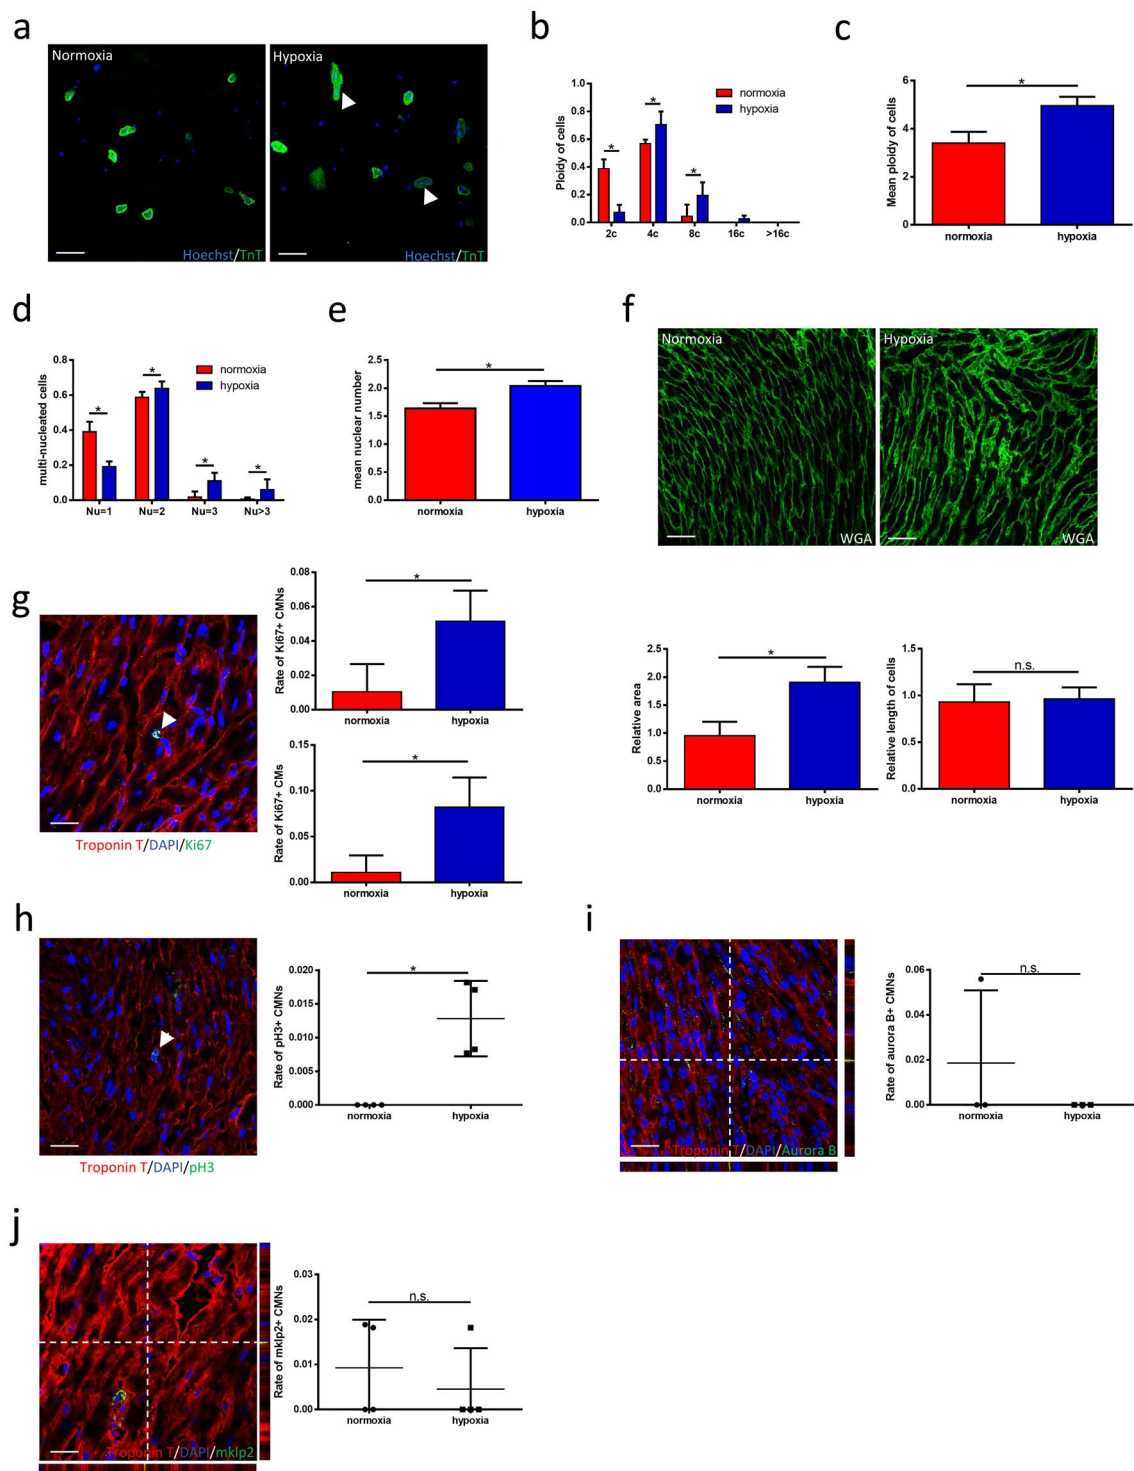 a
Normoxia
Hoechst/TnT
Hypoxia
Hoechst/TnT
b
Ploidy of cells
1.0
0.8
0.6
0.4
0.2
0.0
normoxia
hypoxia
*
*
*
2c 4c 8c 16c >16c
c
Mean ploidy of cells
6
4
2
0
*
normoxia hypoxia
d
multi-nucleated cells
0.8
0.6
0.4
0.2
0.0
normoxia
hypoxia
*
*
*
*
Nu=1 Nu=2 Nu=3 Nu>3
e
mean nuclear number
2.5
2.0
1.5
1.0
0.5
0.0
*
normoxia hypoxia
f
Normoxia
WGA
Hypoxia
WGA
Relative area
2.5
2.0
1.5
1.0
0.5
0.0
*
normoxia hypoxia
Relative length of cells
1.5
1.0
0.5
0.0
n.s.
normoxia hypoxia
g
Troponin T/DAPI/Ki67
Rate of Ki67+ CMNs
0.08
0.06
0.04
0.02
0.00
*
normoxia hypoxia
Rate of Ki67+ CMs
0.15
0.10
0.05
0.00
*
normoxia hypoxia
h
Troponin T/DAPI/pH3
Rate of pH3+ CMNs
0.020
0.015
0.010
0.005
0.000
*
normoxia hypoxia
i
Troponin T/DAPI/Aurora B
Rate of aurora B+ CMNs
0.06
0.04
0.02
0.00
n.s.
normoxia hypoxia
j
Troponin T/DAPI/mklp2
Rate of mklp2+ CMNs
0.03
0.02
0.01
0.00
n.s.
normoxia hypoxia